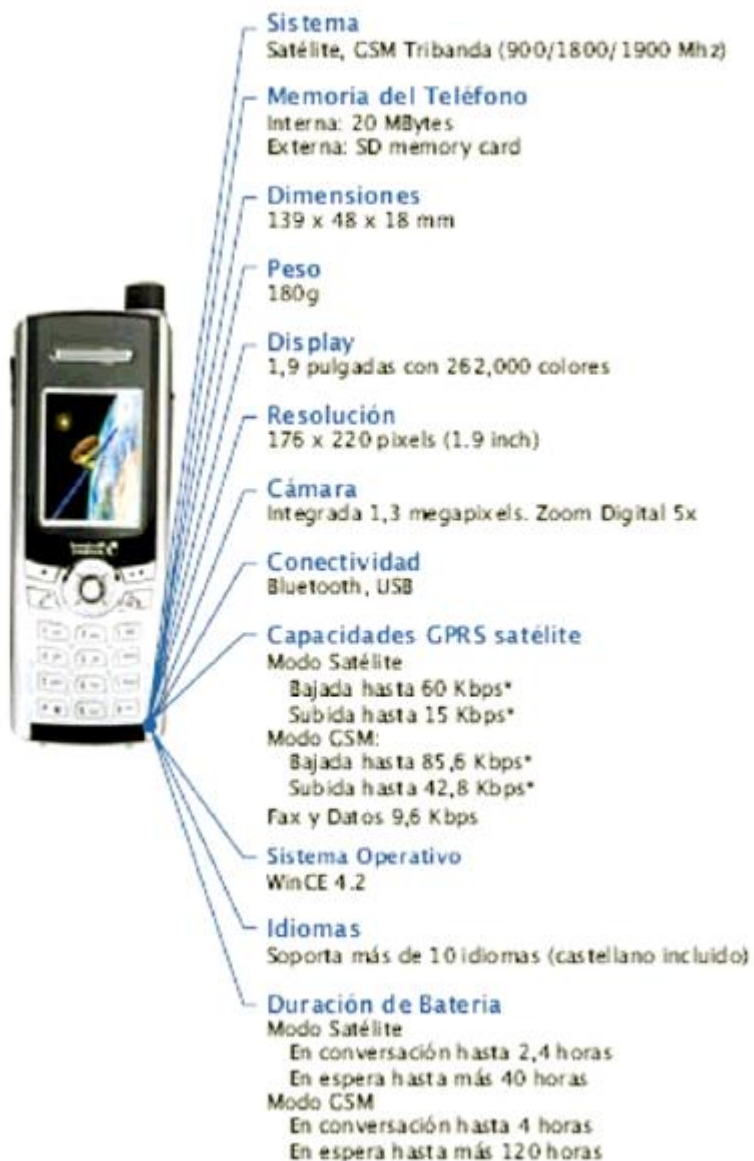 Sistema
Satélite, GSM Tribanda (900/1800/1900 Mhz)
Memoria del Teléfono
Interna: 20 MBytes
Externa: SD memory card
Dimensiones
139 x 48 x 18 mm
Peso
180g
Display
1,9 pulgadas con 262,000 colores
Resolución
176 x 220 pixels (1.9 inch)
Cámara
Integrada 1,3 megapixels. Zoom Digital 5x
Conectividad
Bluetooth, USB
Capacidades GPRS satélite
Modo Satélite
Bajada hasta 60 Kbps*
Subida hasta 15 Kbps*
Modo GSM:
Bajada hasta 85,6 Kbps*
Subida hasta 42,8 Kbps*
Fax y Datos 9,6 Kbps
Sistema Operativo
WinCE 4.2
Idiomas
Soporta más de 10 idiomas (castellano incluido)
Duración de Bateria
Modo Satélite
En conversación hasta 2,4 horas
En espera hasta más 40 horas
Modo GSM
En conversación hasta 4 horas
En espera hasta más 120 horas